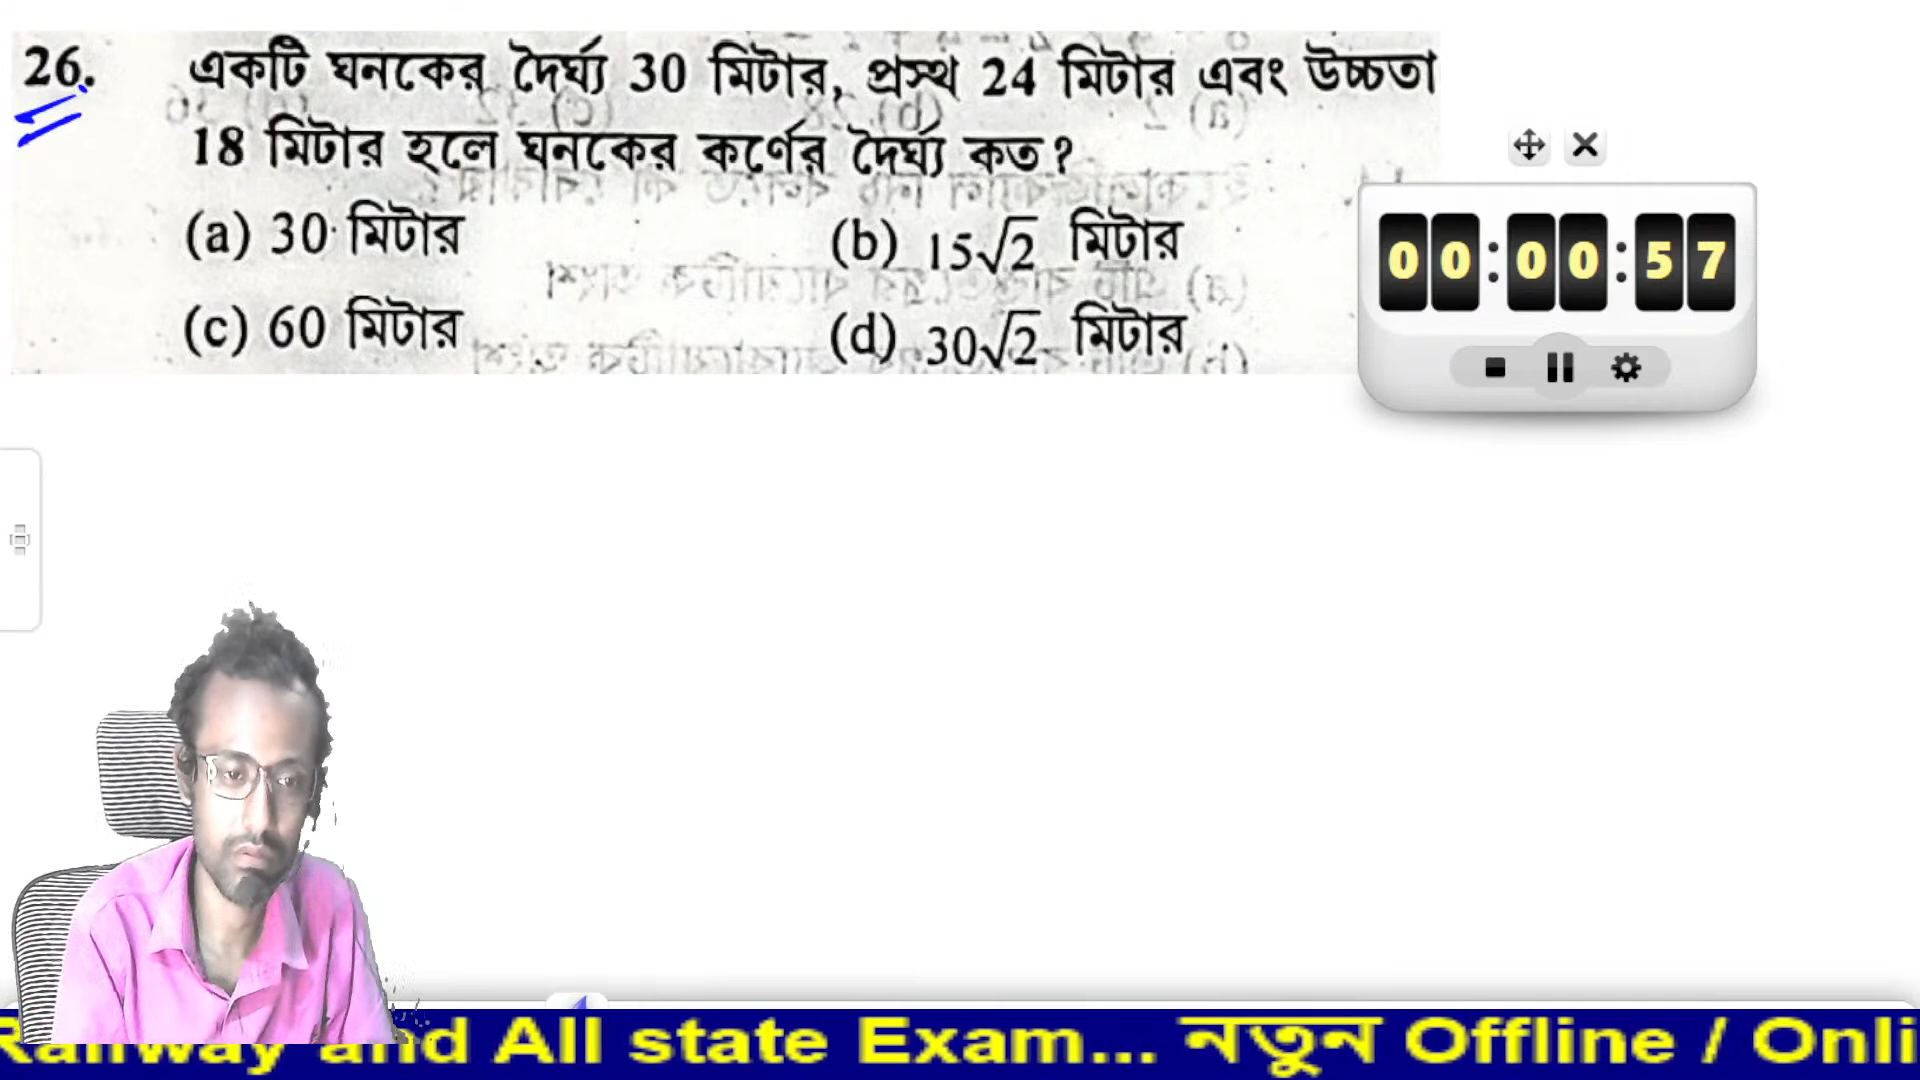 26. একটি ঘনকের দৈর্ঘ্য 30 মিটার, প্রস্থ 24 মিটার এবং উচ্চতা
18 মিটার হলে ঘনকের কর্ণের দৈর্ঘ্য কত?
(a) 30 মিটার (b) 15√2 মিটার
(c) 60 মিটার (d) 30√2 মিটার
00:00:57
Railway and All state Exam... নতুন Offline / Onli